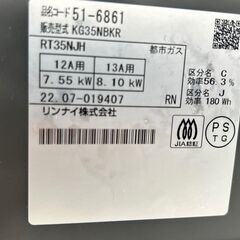 品名コード 51-6861
販売型式 KG35NBKR
RT35NJH 都市ガス
12A用 13A用
7.55 kW 8.10 kW
22.07-019407 RN
リンナイ株式会社
区分名 C
効率56.3 %
区分名 J
効率 180 Wh
JIA認証
PS
TG